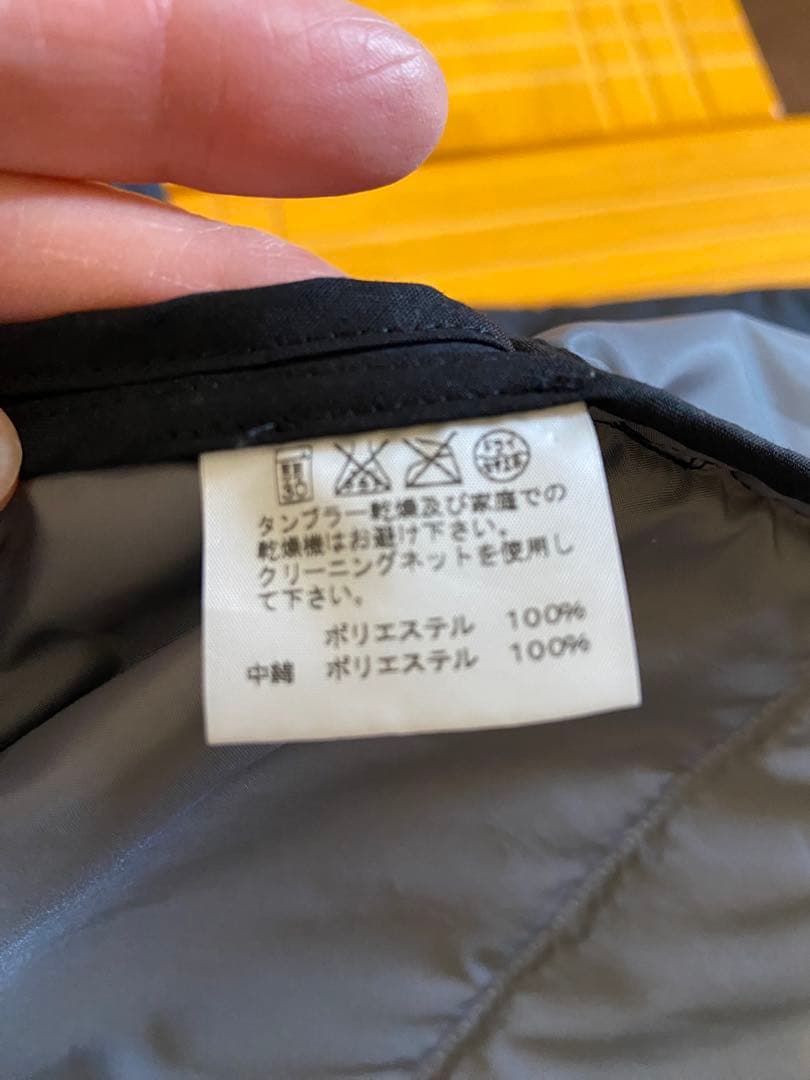 タンブラー乾燥及び家庭での
乾燥機はお避け下さい。
クリーニングネットを使用し
て下さい。
ポリエステル 100%
中綿 ポリエステル 100%